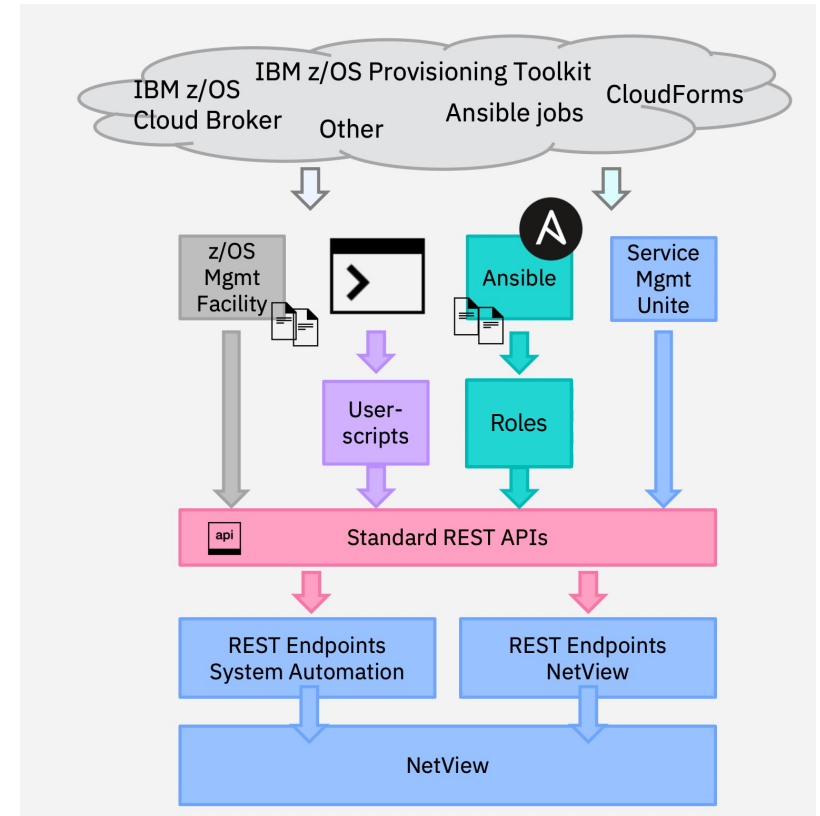 IBM z/OS Provisioning Toolkit
IBM z/OS
Cloud Broker
CloudForms
Ansible jobs
Other
z/OS
Mgmt
Facility
Ansible
Service
Mgmt
Unite
User-
scripts
Roles
api
Standard REST APIs
REST Endpoints
System Automation
REST Endpoints
NetView
NetView